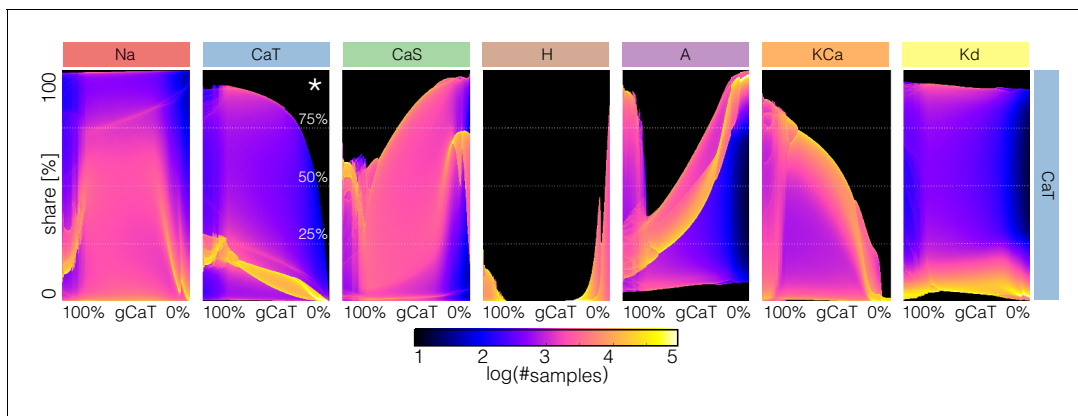 Na CaT CaS H A KCa Kd
100
*
75%
share [%]
50%
CaT
25%
0
100% gCaT 0% 100% gCaT 0% 100% gCaT 0% 100% gCaT 0% 100% gCaT 0% 100% gCaT 0% 100% gCaT 0%
1 2 3 4 5
log(#samples)